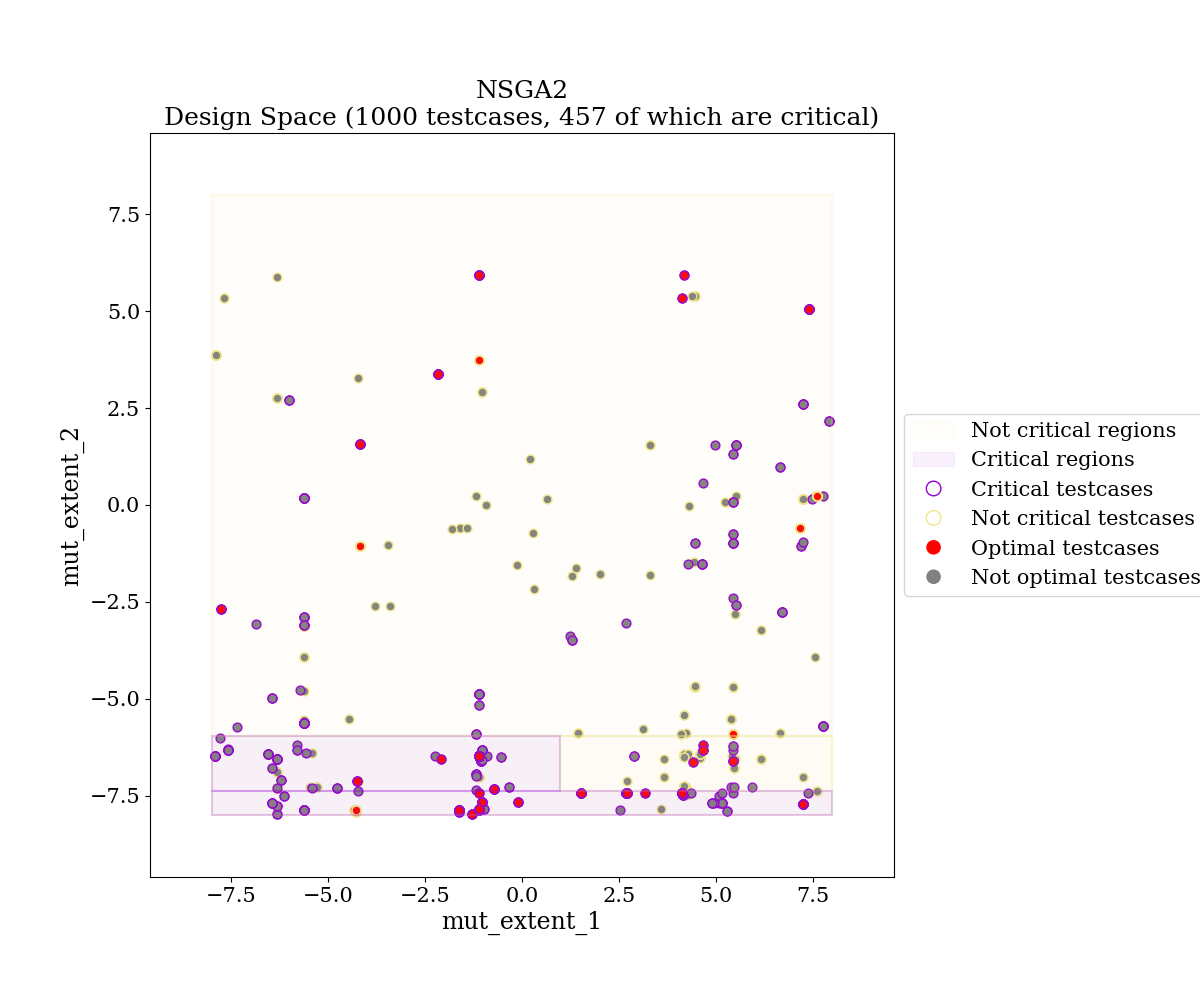 NSGA2
Design Space (1000 testcases, 457 of which are critical)
7.5
5.0
2.5
0.0
−2.5
−5.0
−7.5
mut_extent_2
−7.5
−5.0
−2.5
0.0
2.5
5.0
7.5
mut_extent_1
Not critical regions
Critical regions
Critical testcases
Not critical testcases
Optimal testcases
Not optimal testcases